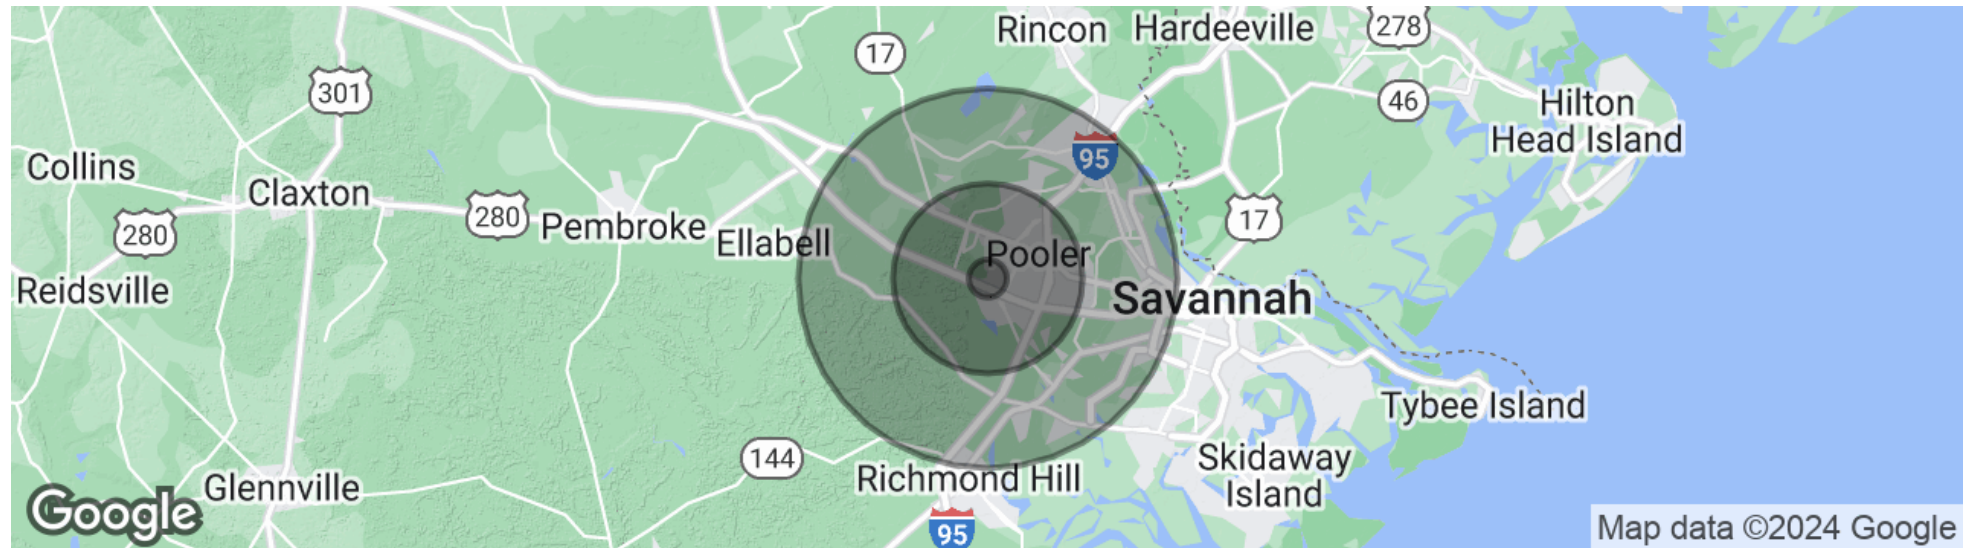 Rincon
Hardeeville
278
17
301
46
Hilton
Head Island
95
Collins
Claxton
280
Pembroke
17
280
Ellabell
Pooler
Reidsville
Savannah
Tybee Island
144
Skidaway
Island
Richmond Hill
Glennville
Google
95
Map data ©2024 Google